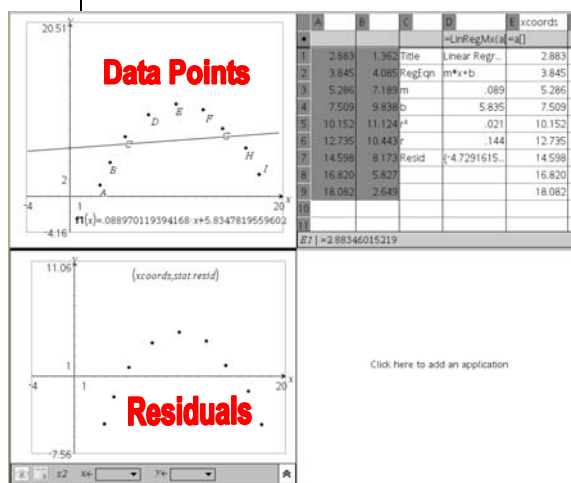 20.51
y
Data Points
E
D
F
C
G
B
H
I
A
2
-4
1
20
x
f1(x)=.088970119394168·x+5.8347819559602
-4.16
A B C D E xcoords
=LinRegMx(a[ =a[]
1 2.883 1.362 Title Linear Regr... 2.883
2 3.845 4.085 RegEqn m*x+b 3.845
3 5.286 7.189 m .089 5.286
4 7.509 9.838 b 5.835 7.509
5 10.152 11.124 r² .021 10.152
6 12.735 10.443 r .144 12.735
7 14.598 8.173 Resid {-4.7291615... 14.598
8 16.820 5.827 16.820
9 18.082 2.649 18.082
10
11
E1 =2.88346015219
11.06
y
(xcoords,stat.resid)
1
-4
1
20
x
Residuals
-7.56
s2 x← y←
Click here to add an application